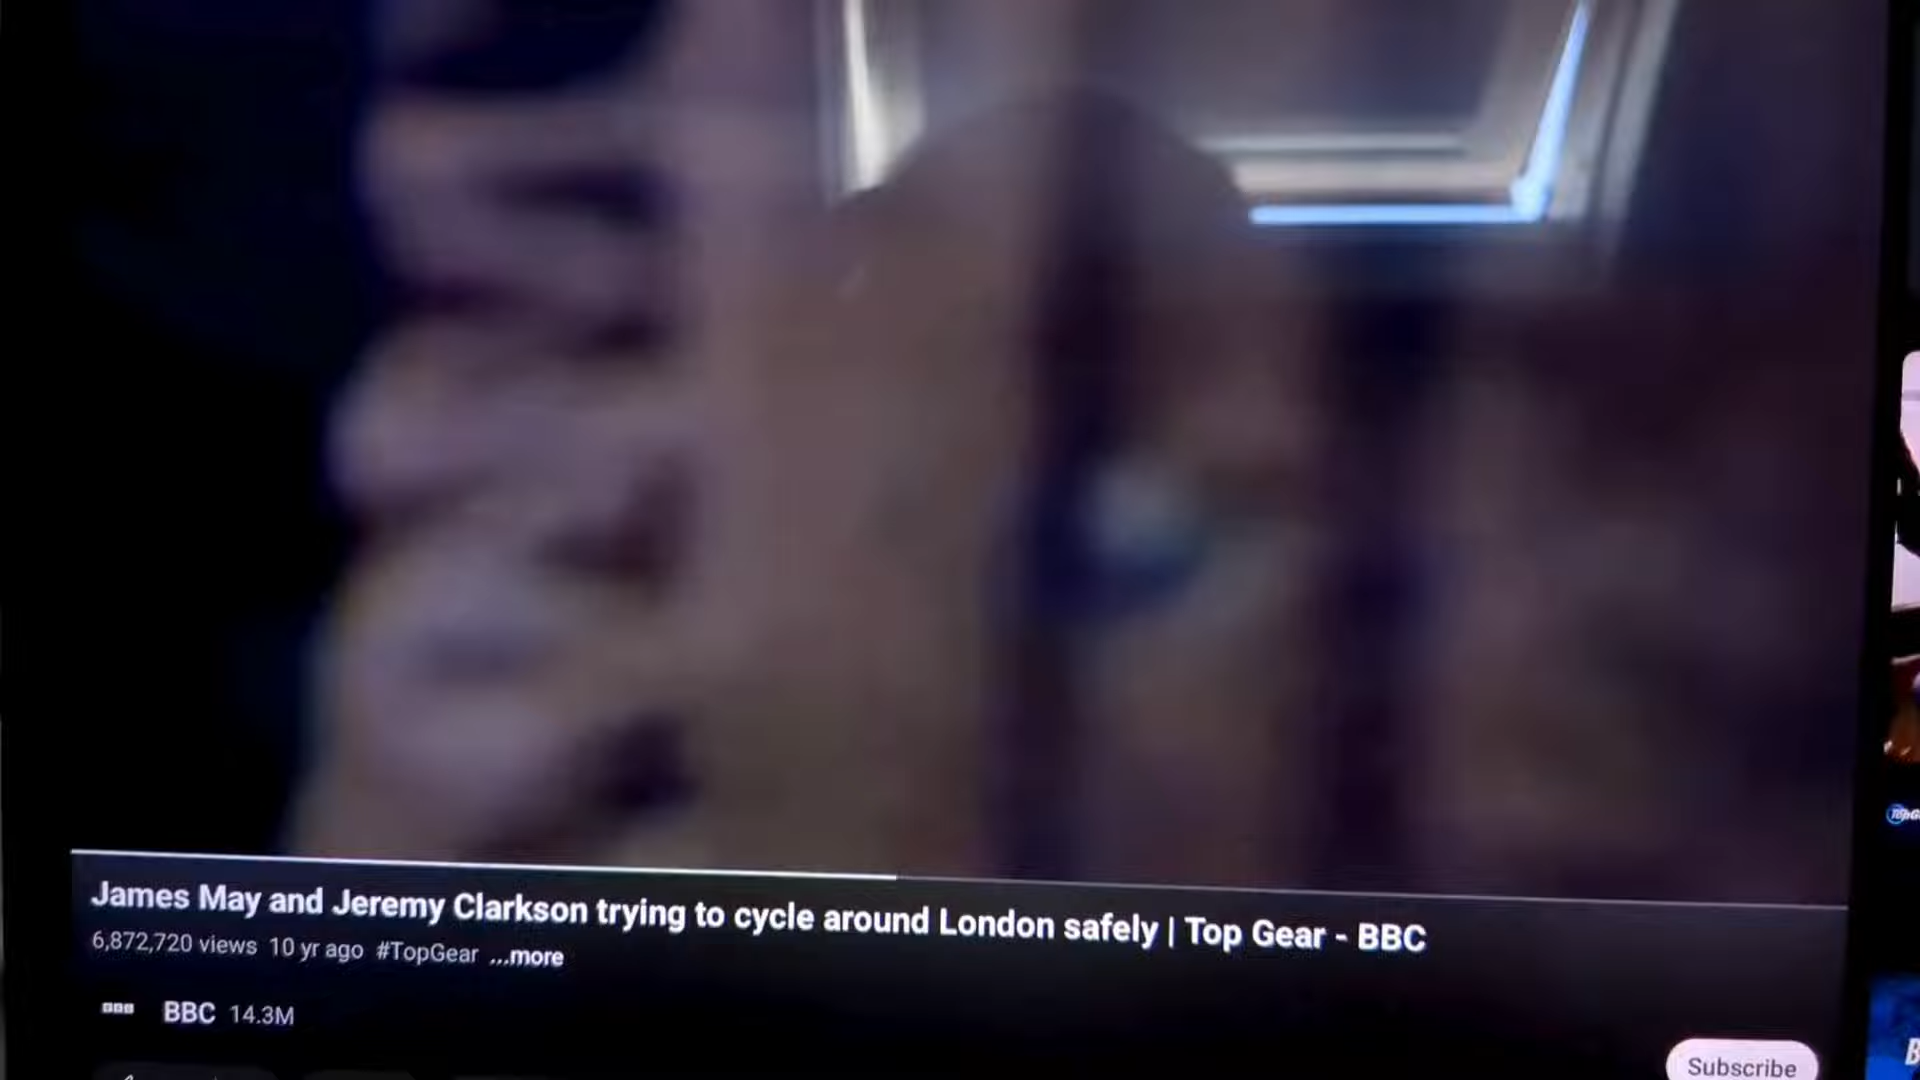 James May and Jeremy Clarkson trying to cycle around London safely | Top Gear - BBC
6,872,720 views 10 yr ago #TopGear ...more
BBC BBC 14.3M
Subscribe